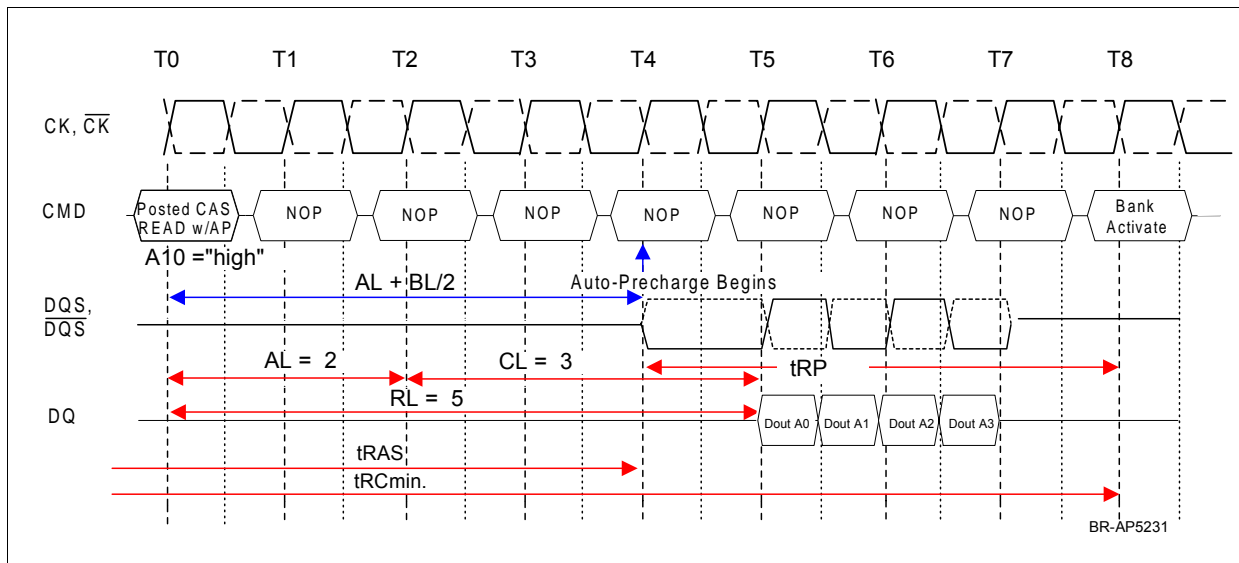 T0 T1 T2 T3 T4 T5 T6 T7 T8
CK, CK
CMD
Posted CAS
READ w/AP
NOP NOP NOP NOP NOP NOP NOP
Bank
Activate
A10 ="high"
AL + BL/2
Auto-Precharge Begins
DQS,
DQS
AL = 2
CL = 3
tRP
RL = 5
DQ
Dout A0 Dout A1 Dout A2 Dout A3
tRAS
tRCmin.
BR-AP5231